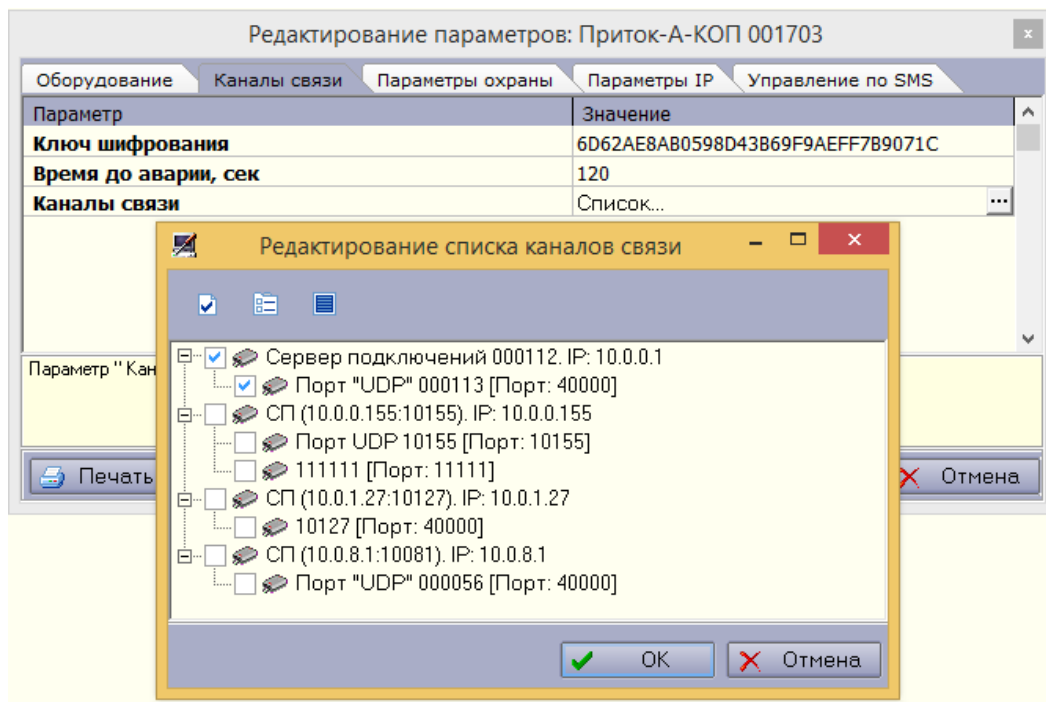 Редактирование параметров: Приток-А-КОП 001703
x
Оборудование Каналы связи Параметры охраны Параметры IP Управление по SMS
Параметр Значение
Ключ шифрования 6D62AE8AB0598D43B69F9AEFF7B9071C
Время до аварии, сек 120
Каналы связи Список... ...
Редактирование списка каналов связи
Сервер подключений 000112. IP: 10.0.0.1
Параметр "Кан
Порт "UDP" 000113 [Порт: 40000]
СП (10.0.0.155:10155). IP: 10.0.0.155
Порт UDP 10155 [Порт: 10155]
111111 [Порт: 11111]
Печать Отмена
СП (10.0.1.27:10127). IP: 10.0.1.27
10127 [Порт: 40000]
СП (10.0.8.1:10081). IP: 10.0.8.1
Порт "UDP" 000056 [Порт: 40000]
OK Отмена